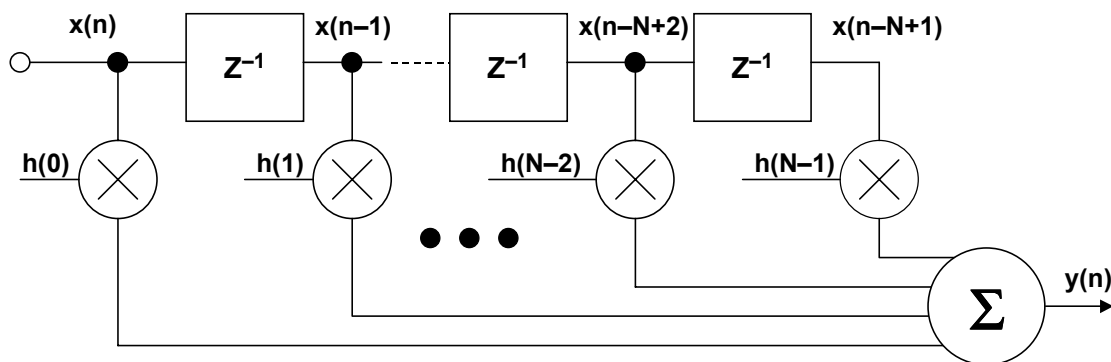 x(n) x(n–1) x(n–N+2) x(n–N+1)
Z⁻¹ Z⁻¹ Z⁻¹
h(0) h(1) h(N–2) h(N–1)
Σ y(n)